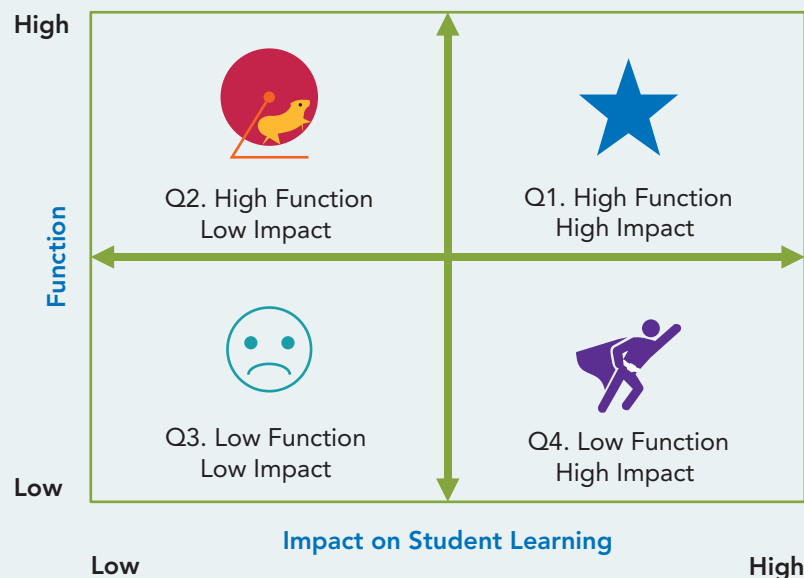 High
Q2. High Function
Low Impact
Q1. High Function
High Impact
Function
Q3. Low Function
Low Impact
Q4. Low Function
High Impact
Low
Impact on Student Learning
Low
High